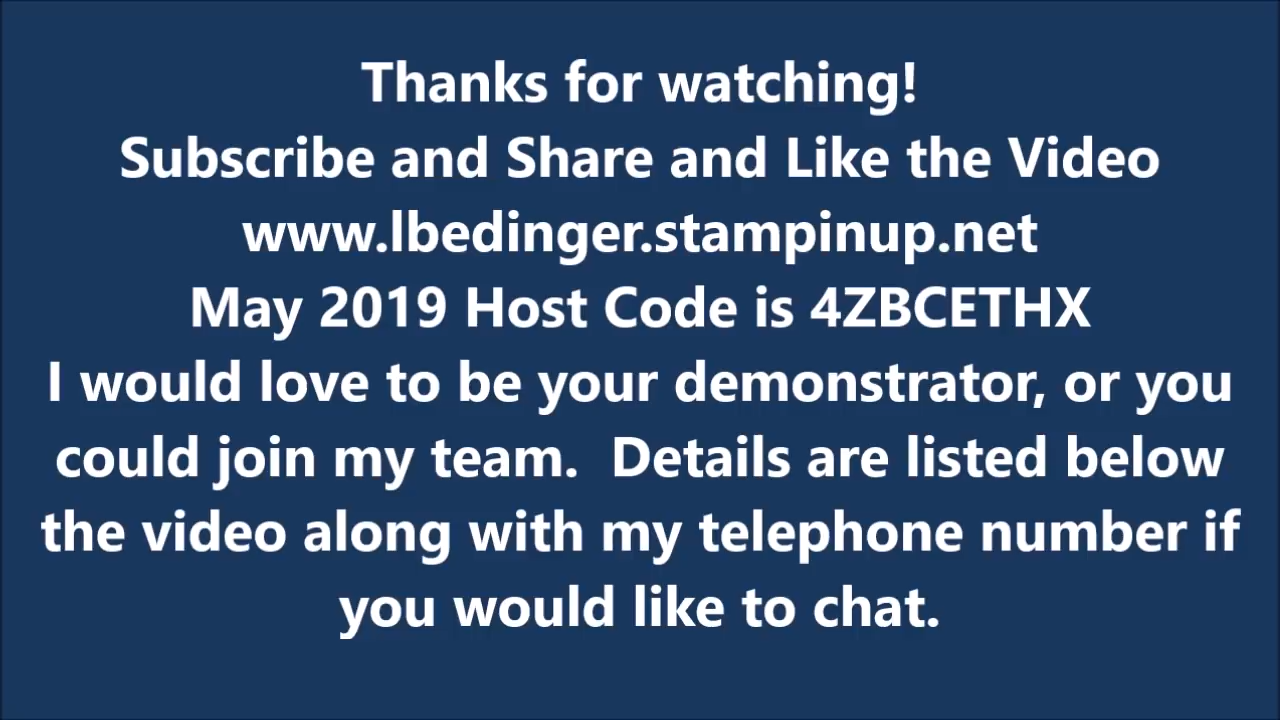 Thanks for watching!
Subscribe and Share and Like the Video
www.lbedinger.stampinup.net
May 2019 Host Code is 4ZBCETHX
I would love to be your demonstrator, or you
could join my team.  Details are listed below
the video along with my telephone number if
you would like to chat.